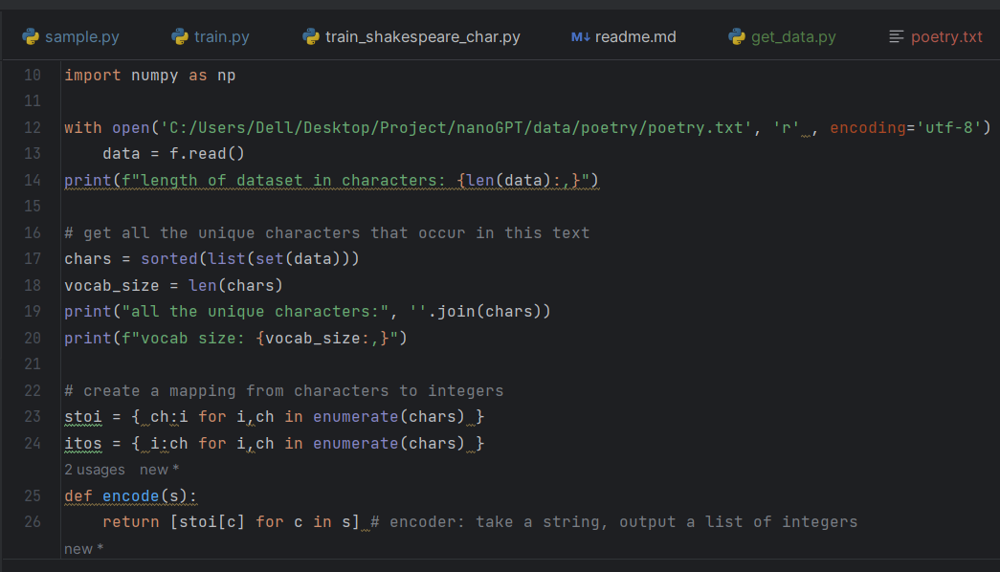 sample.py train.py train_shakespeare_char.py M↓ readme.md get_data.py poetry.txt
10 import numpy as np
11
12 with open('C:/Users/Dell/Desktop/Project/nanoGPT/data/poetry/poetry.txt', 'r' , encoding='utf-8')
13     data = f.read()
14 print(f"length of dataset in characters: {len(data):,}")
15
16 # get all the unique characters that occur in this text
17 chars = sorted(list(set(data)))
18 vocab_size = len(chars)
19 print("all the unique characters:", ''.join(chars))
20 print(f"vocab size: {vocab_size:,}")
21
22 # create a mapping from characters to integers
23 stoi = { ch:i for i,ch in enumerate(chars) }
24 itos = { i:ch for i,ch in enumerate(chars) }
2 usages new *
25 def encode(s):
26     return [stoi[c] for c in s] # encoder: take a string, output a list of integers
new *